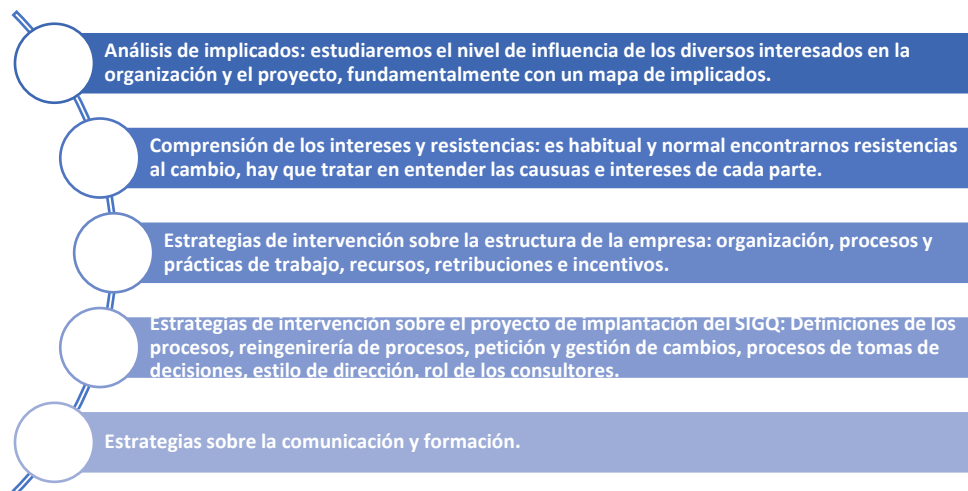 Análisis de implicados: estudiaremos el nivel de influencia de los diversos interesados en la
organización y el proyecto, fundamentalmente con un mapa de implicados.
Comprensión de los intereses y resistencias: es habitual y normal encontrarnos resistencias
al cambio, hay que tratar en entender las causuas e intereses de cada parte.
Estrategias de intervención sobre la estructura de la empresa: organización, procesos y
prácticas de trabajo, recursos, retribuciones e incentivos.
Estrategias de intervención sobre el proyecto de implantación del SIGQ: Definiciones de los
procesos, reingenirería de procesos, petición y gestión de cambios, procesos de tomas de
decisiones, estilo de dirección, rol de los consultores.
Estrategias sobre la comunicación y formación.